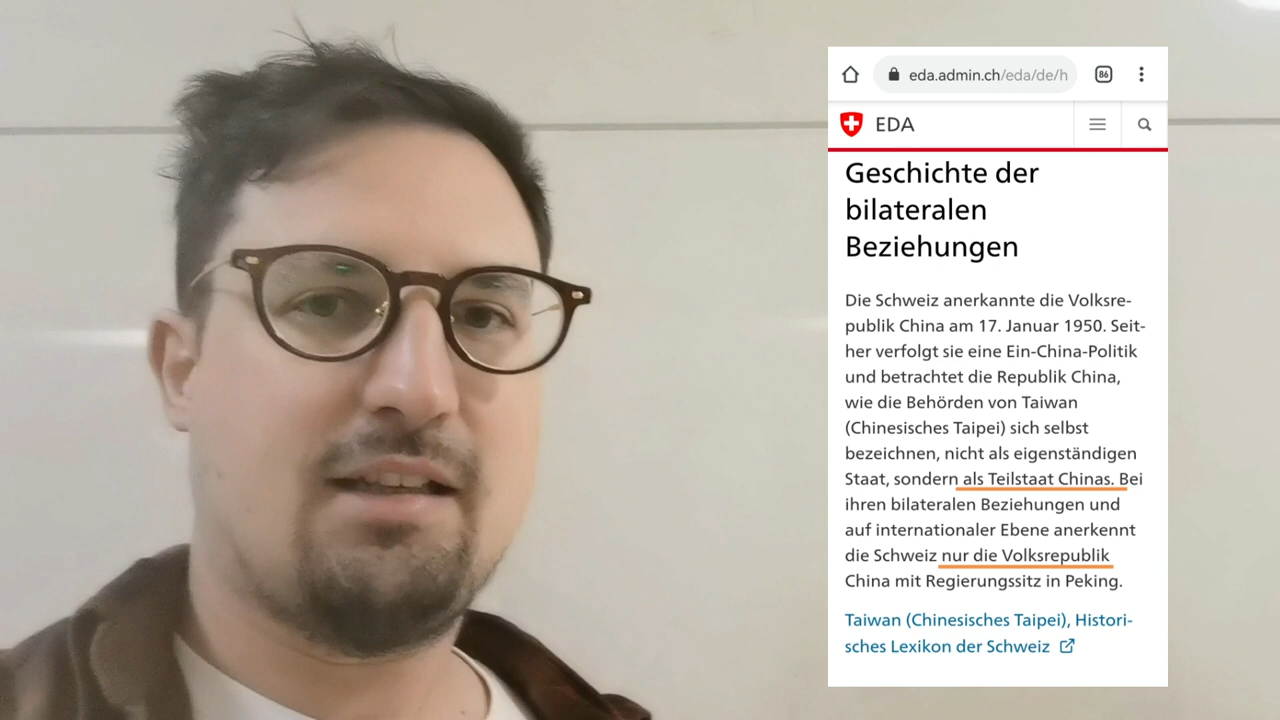 eda.admin.ch/eda/de/h
86
EDA
Geschichte der
bilateralen
Beziehungen
Die Schweiz anerkannte die Volksre-
publik China am 17. Januar 1950. Seit-
her verfolgt sie eine Ein-China-Politik
und betrachtet die Republik China,
wie die Behörden von Taiwan
(Chinesisches Taipei) sich selbst
bezeichnen, nicht als eigenständigen
Staat, sondern als Teilstaat Chinas. Bei
ihren bilateralen Beziehungen und
auf internationaler Ebene anerkennt
die Schweiz nur die Volksrepublik
China mit Regierungssitz in Peking.
Taiwan (Chinesisches Taipei), Histori-
sches Lexikon der Schweiz